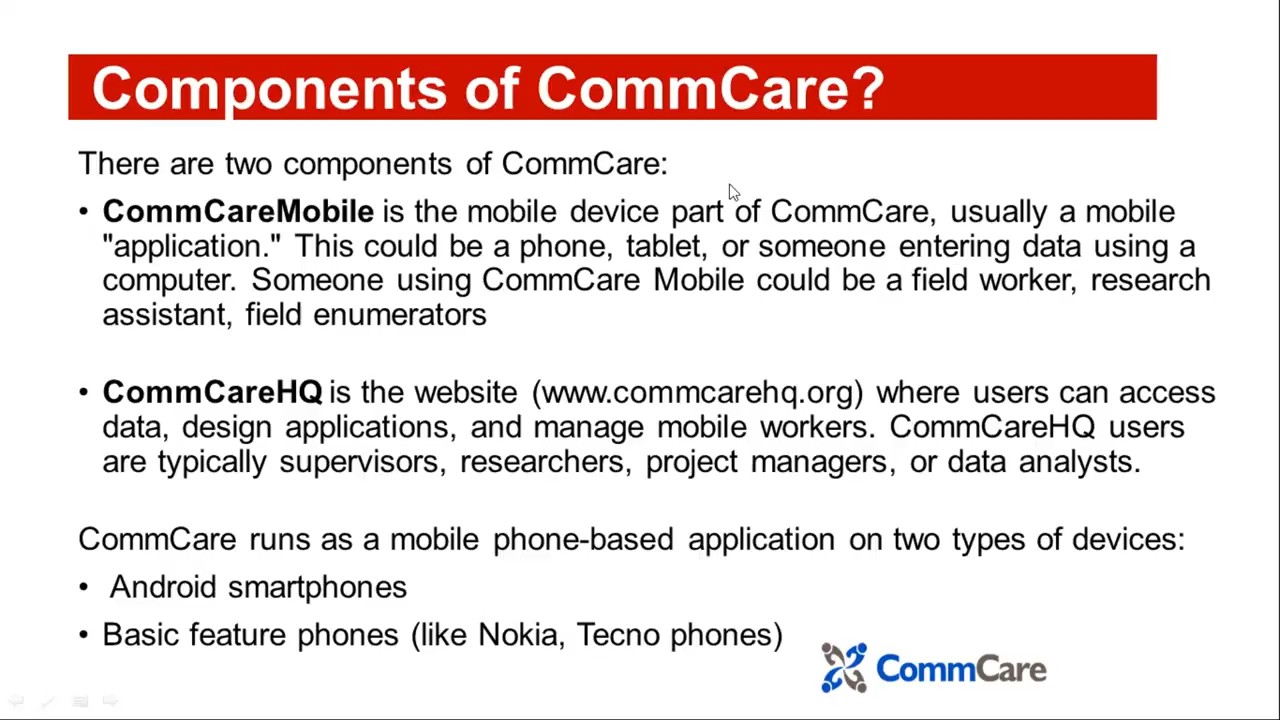 Components of CommCare?
There are two components of CommCare:
• CommCareMobile is the mobile device part of CommCare, usually a mobile
"application." This could be a phone, tablet, or someone entering data using a
computer. Someone using CommCare Mobile could be a field worker, research
assistant, field enumerators
• CommCareHQ is the website (www.commcarehq.org) where users can access
data, design applications, and manage mobile workers. CommCareHQ users
are typically supervisors, researchers, project managers, or data analysts.
CommCare runs as a mobile phone-based application on two types of devices:
• Android smartphones
• Basic feature phones (like Nokia, Tecno phones)
CommCare